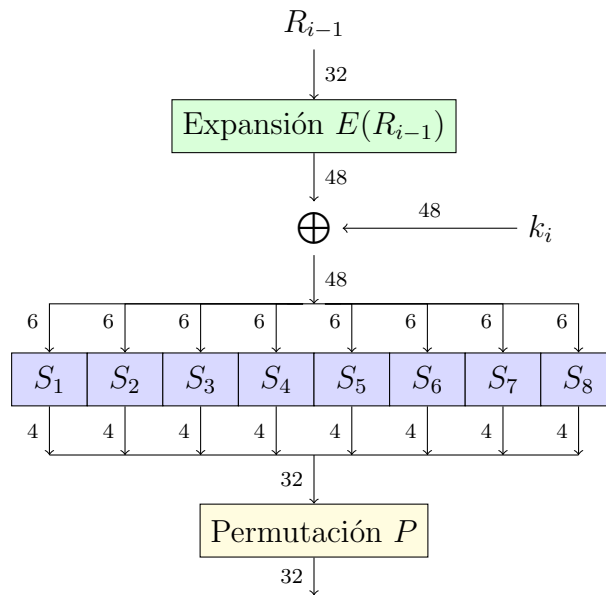 R_{i−1}
32
Expansión E(R_{i−1})
48
⊕ 48 k_i
48
6 6 6 6 6 6 6 6
S_1 S_2 S_3 S_4 S_5 S_6 S_7 S_8
4 4 4 4 4 4 4 4
32
Permutación P
32